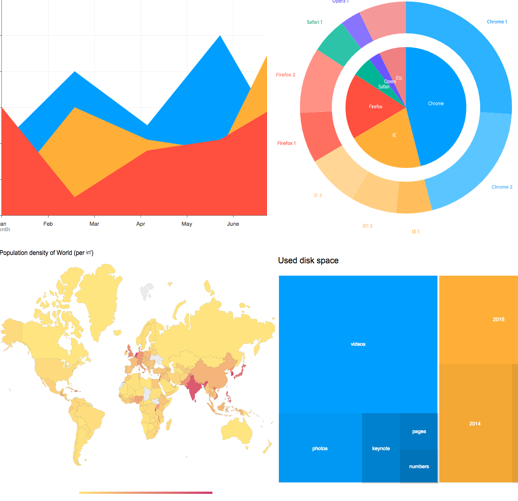 an
Feb
Mar
Apr
May
June
nth
Opera 1
Safari 1
Chrome 1
Firefox 2
Opera
IE
Safari
Chrome
Firefox
IE
Firefox 1
Chrome 2
IE 3
IE 2
IE 1
Population density of World (per ㎢)
Used disk space
videos
2015
photos
keynote
pages
numbers
2014